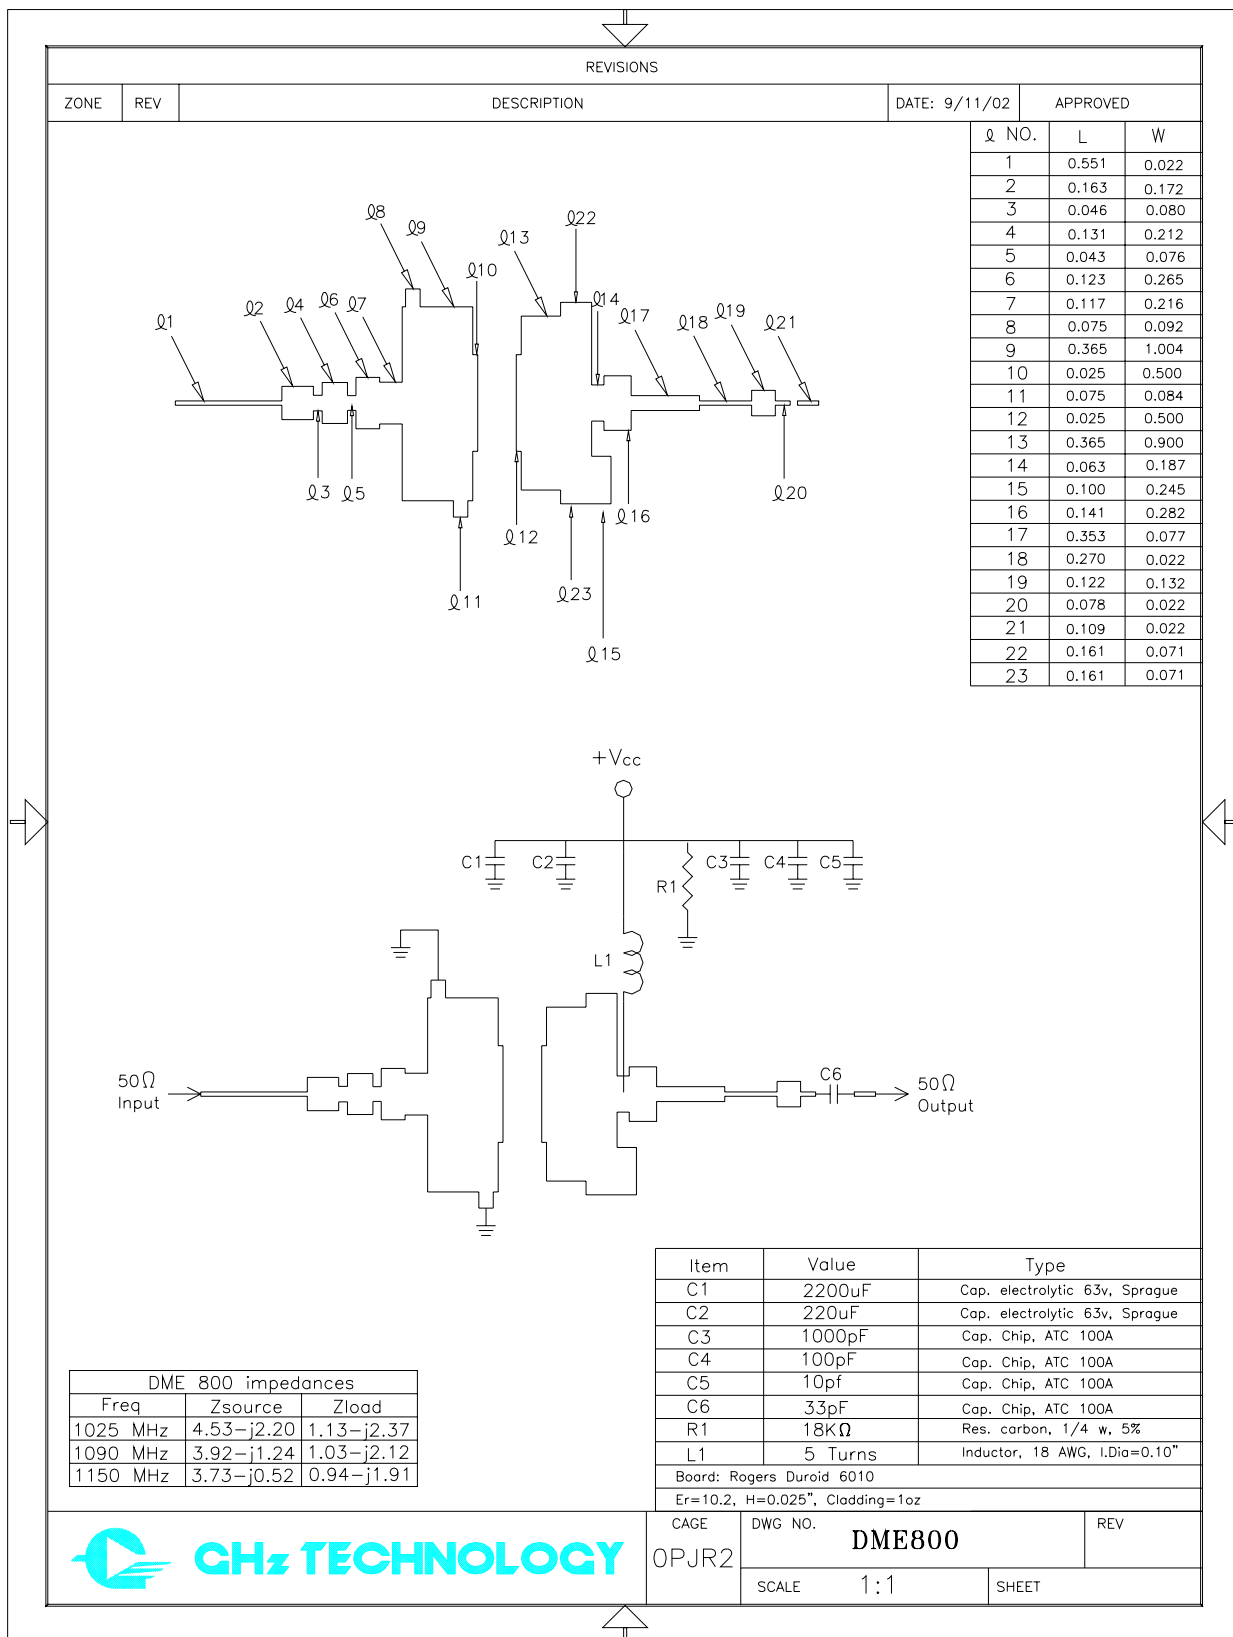 REVISIONS
ZONE REV DESCRIPTION DATE: 9/11/02 APPROVED
ℓ NO. L W
1 0.551 0.022
2 0.163 0.172
3 0.046 0.080
4 0.131 0.212
5 0.043 0.076
6 0.123 0.265
7 0.117 0.216
8 0.075 0.092
9 0.365 1.004
10 0.025 0.500
11 0.075 0.084
12 0.025 0.500
13 0.365 0.900
14 0.063 0.187
15 0.100 0.245
16 0.141 0.282
17 0.353 0.077
18 0.270 0.022
19 0.122 0.132
20 0.078 0.022
21 0.109 0.022
22 0.161 0.071
23 0.161 0.071
ℓ8 ℓ22
ℓ9 ℓ13
ℓ10
ℓ1 ℓ2 ℓ4 ℓ6 ℓ7 ℓ14 ℓ17 ℓ18 ℓ19 ℓ21
ℓ3 ℓ5 ℓ20
ℓ12 ℓ16
ℓ11 ℓ23
ℓ15
+Vcc
C1 C2 C3 C4 C5
R1
L1
50Ω
Input
C6
50Ω
Output
Item Value Type
C1 2200uF Cap. electrolytic 63v, Sprague
C2 220uF Cap. electrolytic 63v, Sprague
C3 1000pF Cap. Chip, ATC 100A
C4 100pF Cap. Chip, ATC 100A
C5 10pf Cap. Chip, ATC 100A
C6 33pF Cap. Chip, ATC 100A
R1 18KΩ Res. carbon, 1/4 w, 5%
L1 5 Turns Inductor, 18 AWG, I.Dia=0.10"
Board: Rogers Duroid 6010
Er=10.2, H=0.025", Cladding=1oz
DME 800 impedances
Freq Zsource Zload
1025 MHz 4.53-j2.20 1.13-j2.37
1090 MHz 3.92-j1.24 1.03-j2.12
1150 MHz 3.73-j0.52 0.94-j1.91
GHz TECHNOLOGY
CAGE
0PJR2
DWG NO. DME800
REV
SCALE 1:1
SHEET